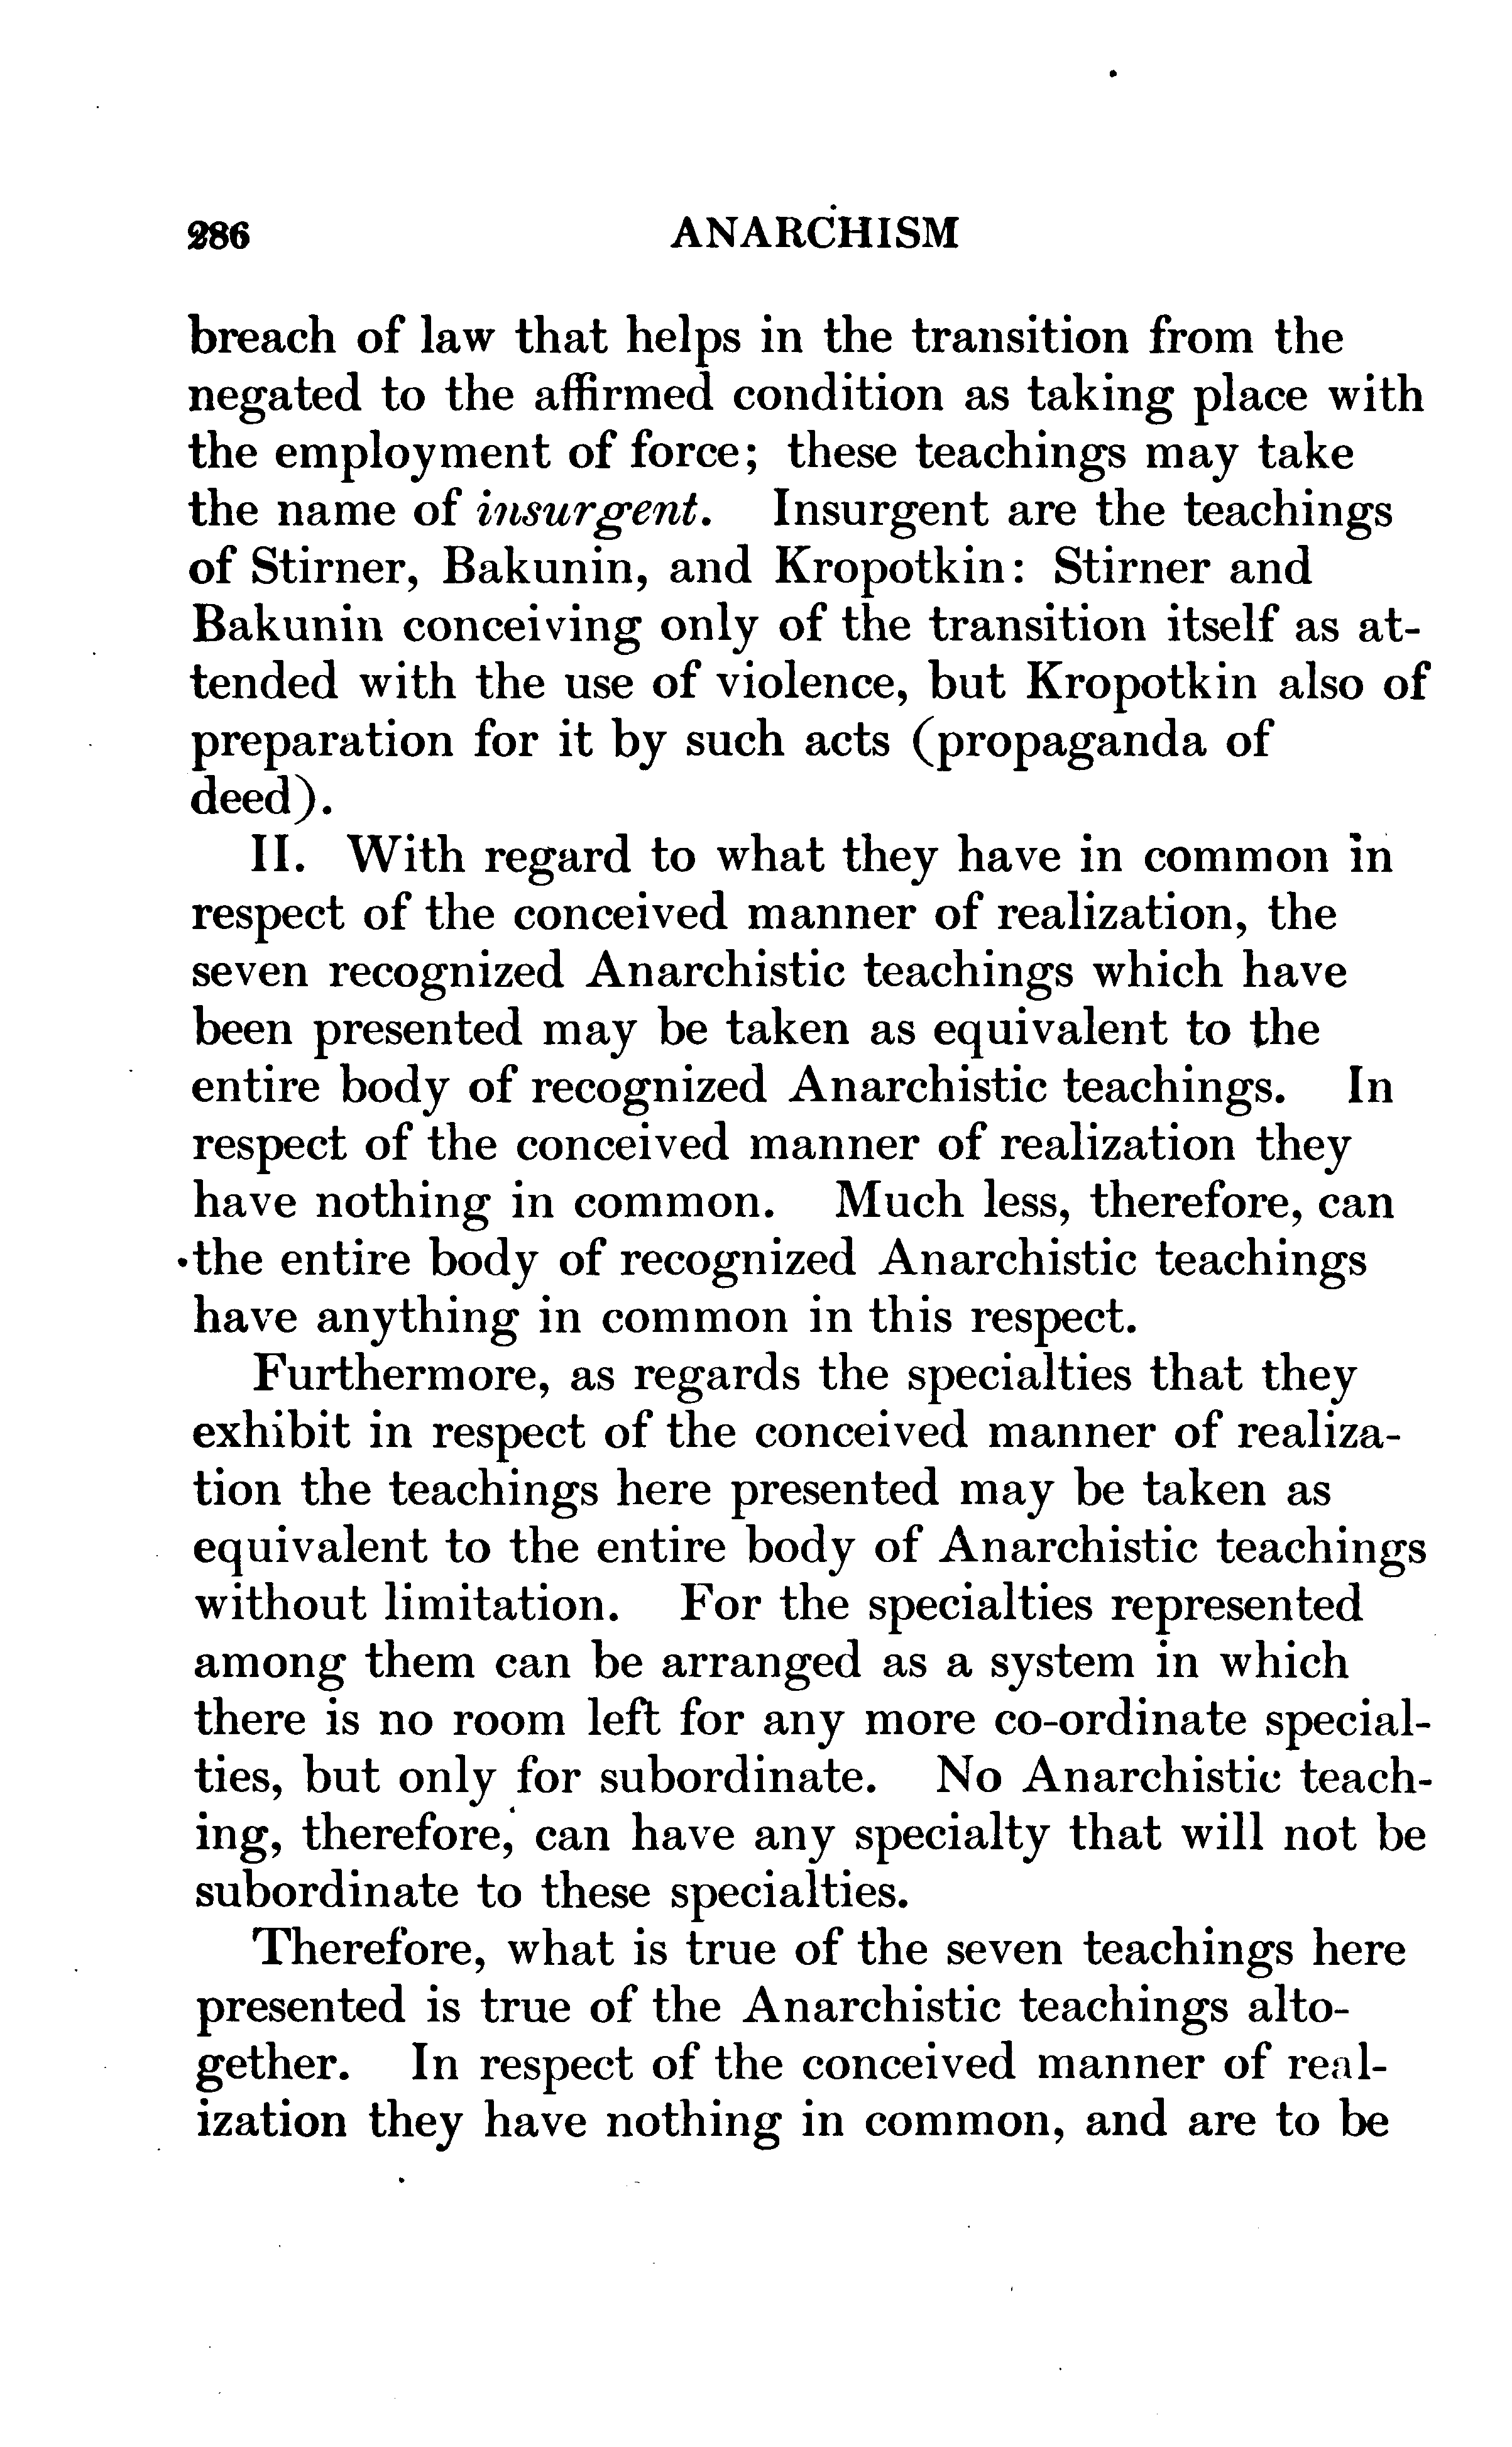 286 ANARCHISM
breach of law that helps in the transition from the
negated to the affirmed condition as taking place with
the employment of force; these teachings may take
the name of insurgent. Insurgent are the teachings
of Stirner, Bakunin, and Kropotkin: Stirner and
Bakunin conceiving only of the transition itself as at-
tended with the use of violence, but Kropotkin also of
preparation for it by such acts (propaganda of
deed).
II. With regard to what they have in common in
respect of the conceived manner of realization, the
seven recognized Anarchistic teachings which have
been presented may be taken as equivalent to the
entire body of recognized Anarchistic teachings. In
respect of the conceived manner of realization they
have nothing in common. Much less, therefore, can
the entire body of recognized Anarchistic teachings
have anything in common in this respect.
Furthermore, as regards the specialties that they
exhibit in respect of the conceived manner of realiza-
tion the teachings here presented may be taken as
equivalent to the entire body of Anarchistic teachings
without limitation. For the specialties represented
among them can be arranged as a system in which
there is no room left for any more co-ordinate special-
ties, but only for subordinate. No Anarchistic teach-
ing, therefore, can have any specialty that will not be
subordinate to these specialties.
Therefore, what is true of the seven teachings here
presented is true of the Anarchistic teachings alto-
gether. In respect of the conceived manner of real-
ization they have nothing in common, and are to be